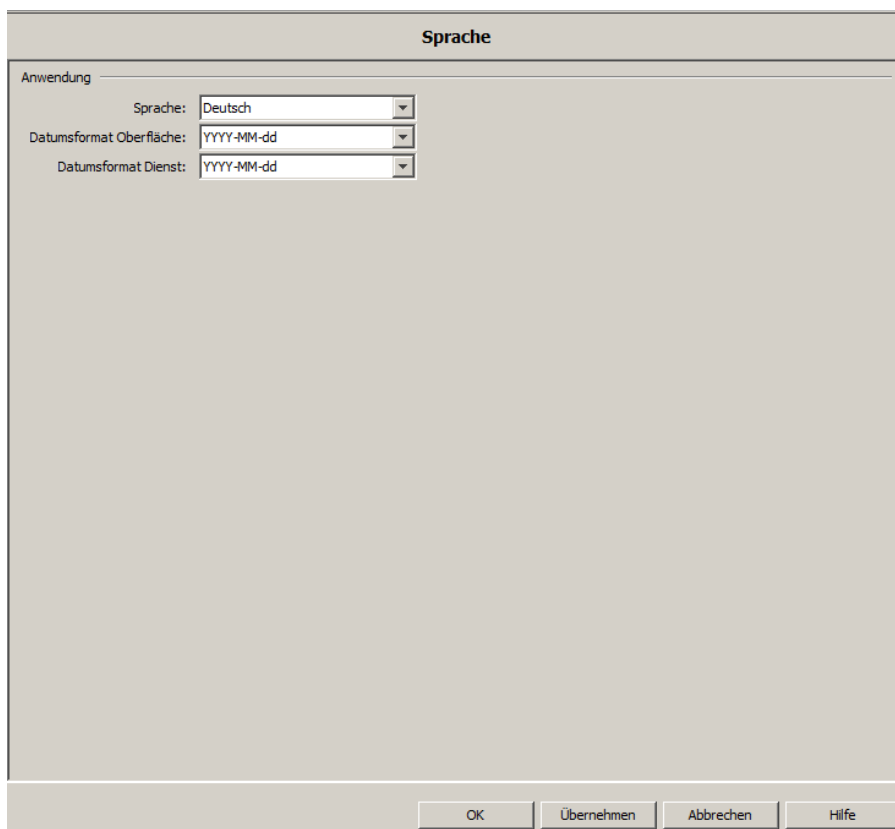 Sprache
Anwendung
Sprache: Deutsch
Datumsformat Oberfläche: YYYY-MM-dd
Datumsformat Dienst: YYYY-MM-dd
OK Übernehmen Abbrechen Hilfe